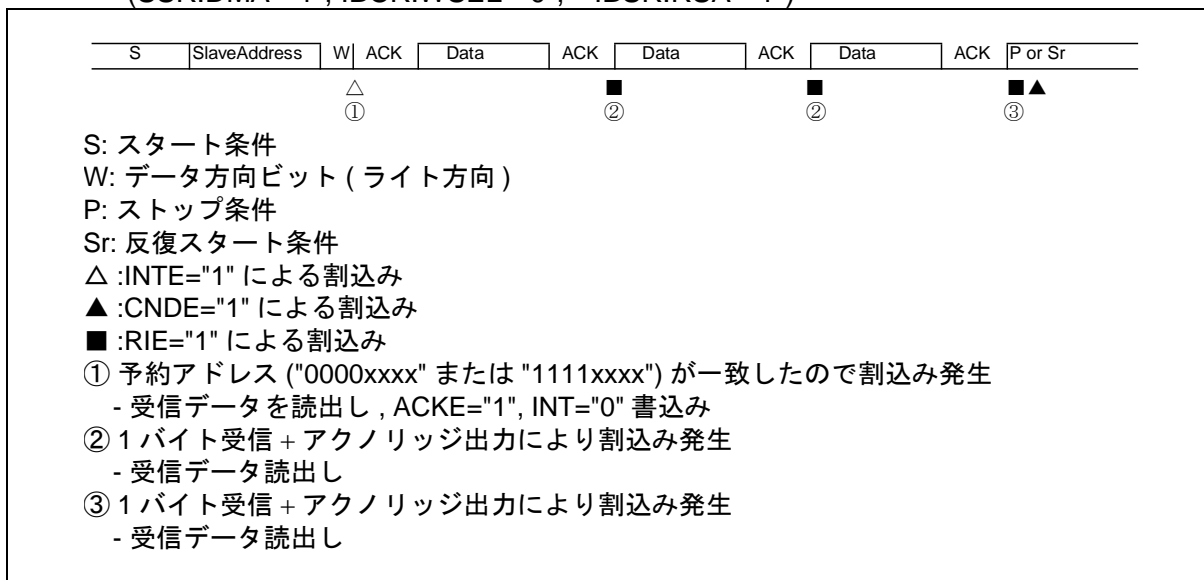 S SlaveAddress W ACK Data ACK Data ACK Data ACK P or Sr
△ ■ ■ ■▲
① ② ② ③
S: スタート条件
W: データ方向ビット ( ライト方向 )
P: ストップ条件
Sr: 反復スタート条件
△ :INTE="1" による割込み
▲ :CNDE="1" による割込み
■ :RIE="1" による割込み
① 予約アドレス ("0000xxxx" または "1111xxxx") が一致したので割込み発生
- 受信データを読出し , ACKE="1", INT="0" 書込み
② 1 バイト受信 + アクノリッジ出力により割込み発生
- 受信データ読出し
③ 1 バイト受信 + アクノリッジ出力により割込み発生
- 受信データ読出し